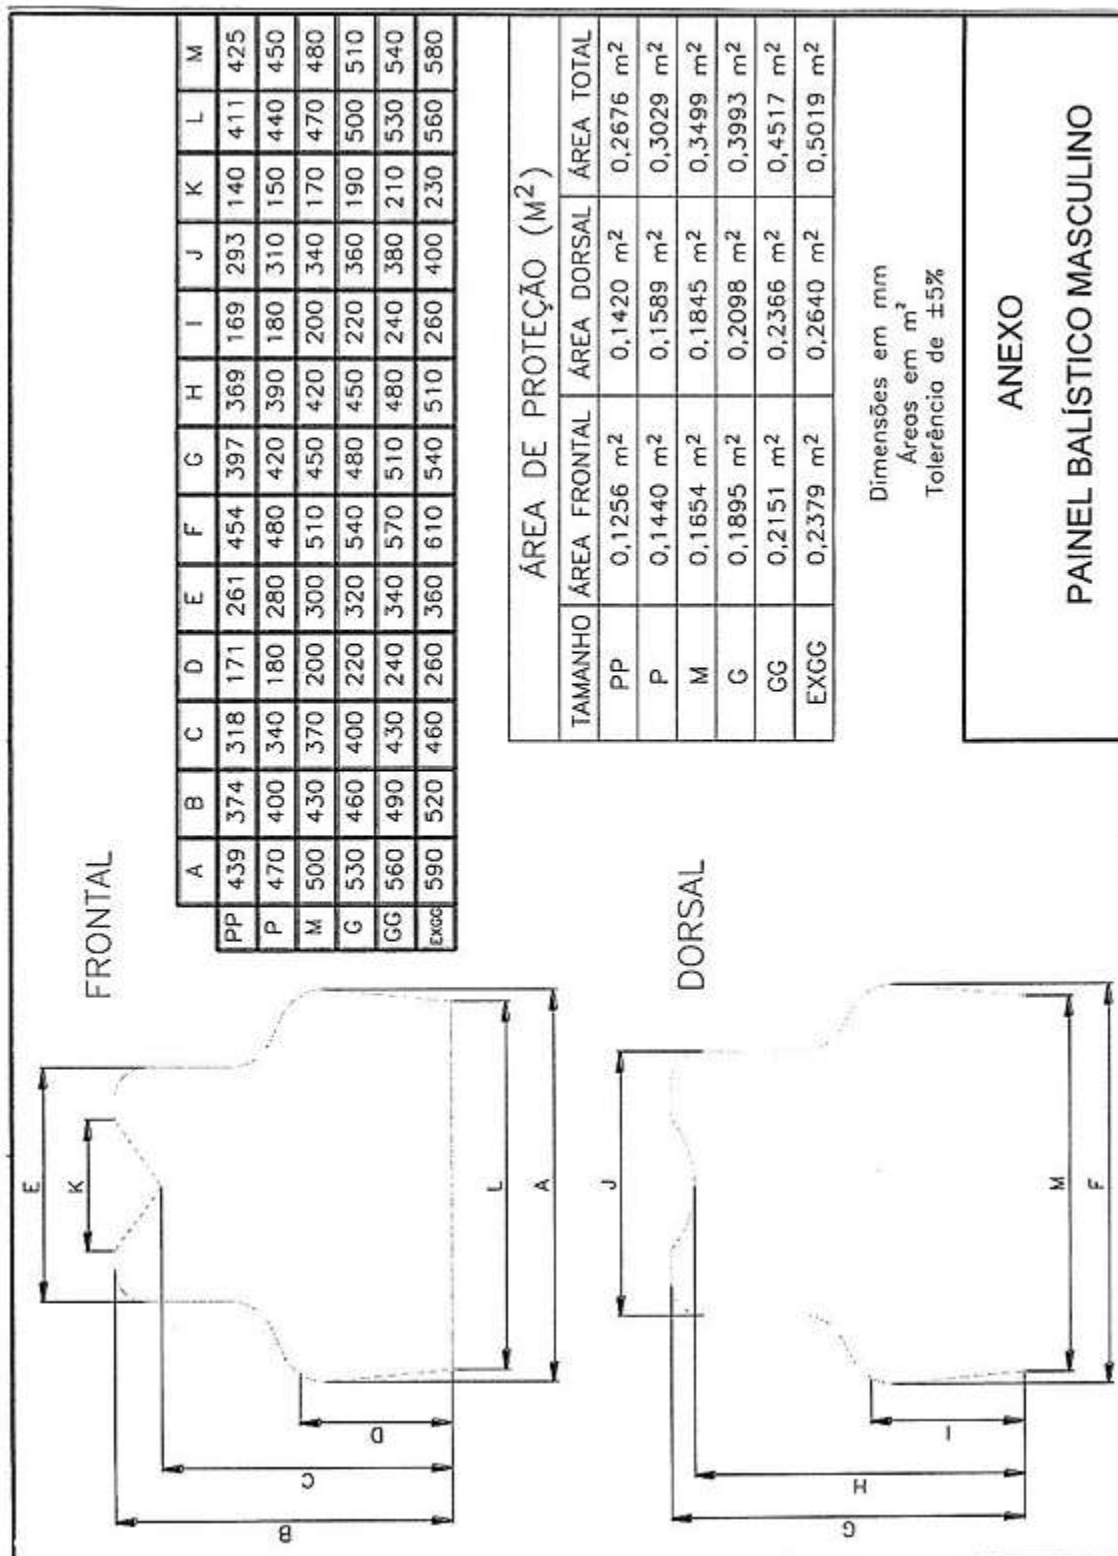 FRONTAL
E
K
B
C
D
L
A
A B C D E F G H I J K L M
PP 439 374 318 171 261 454 397 369 169 293 140 411 425
P 470 400 340 180 280 480 420 390 180 310 150 440 450
M 500 430 370 200 300 510 450 420 200 340 170 470 480
G 530 460 400 220 320 540 480 450 220 360 190 500 510
GG 560 490 430 240 340 570 510 480 240 380 210 530 540
EXGG 590 520 460 260 360 610 540 510 260 400 230 560 580
DORSAL
J
G
H
I
M
F
ÁREA DE PROTEÇÃO (M²)
TAMANHO ÁREA FRONTAL ÁREA DORSAL ÁREA TOTAL
PP 0,1256 m² 0,1420 m² 0,2676 m²
P 0,1440 m² 0,1589 m² 0,3029 m²
M 0,1654 m² 0,1845 m² 0,3499 m²
G 0,1895 m² 0,2098 m² 0,3993 m²
GG 0,2151 m² 0,2366 m² 0,4517 m²
EXGG 0,2379 m² 0,2640 m² 0,5019 m²
Dimensões em mm
Áreas em m²
Tolerência de ±5%
ANEXO
PAINEL BALÍSTICO MASCULINO